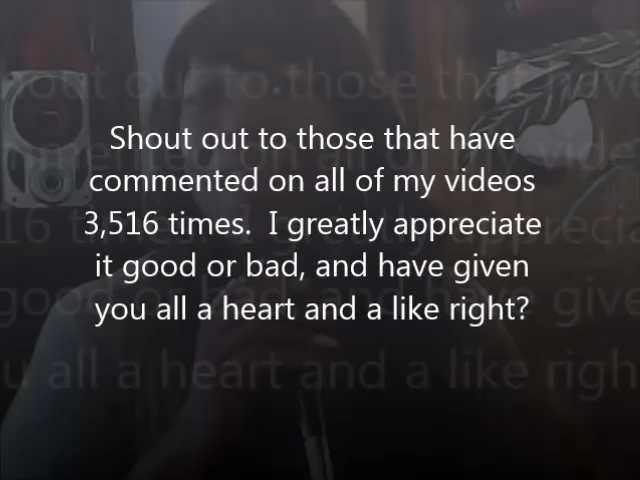 Shout out to those that have
commented on all of my videos
3,516 times.  I greatly appreciate
it good or bad, and have given
you all a heart and a like right?